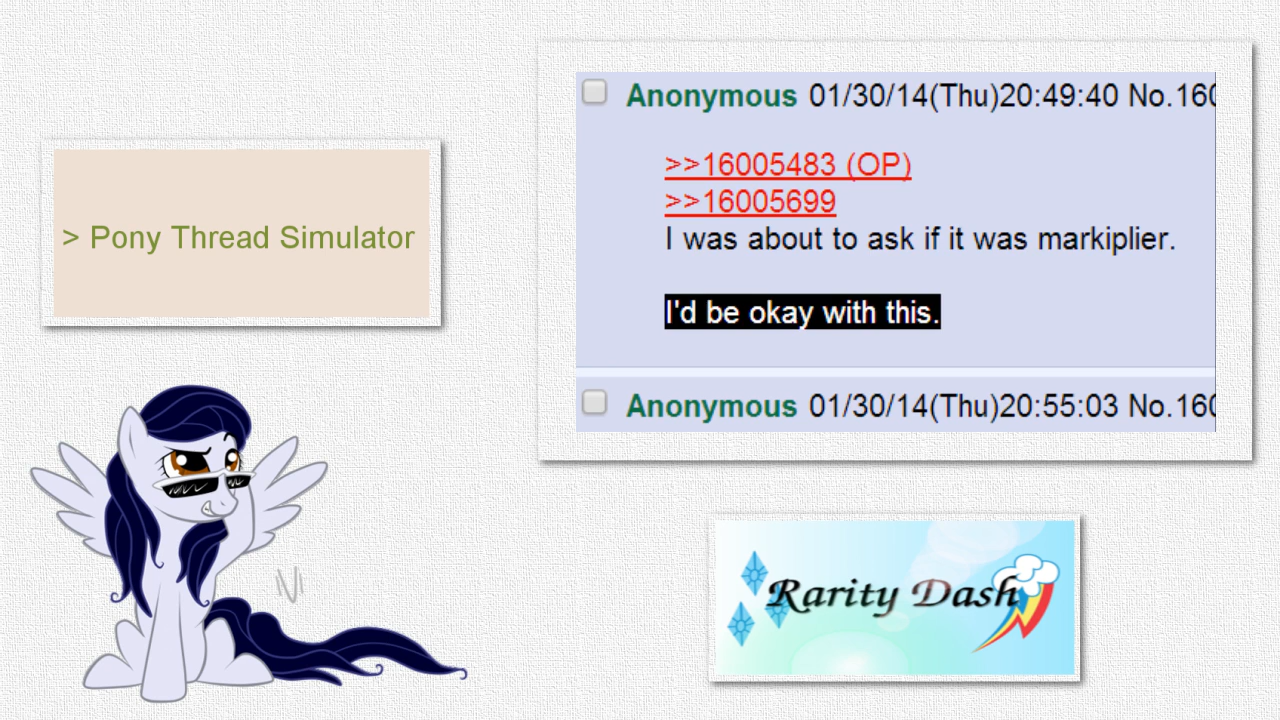 > Pony Thread Simulator
Anonymous 01/30/14(Thu)20:49:40 No.160
>>16005483 (OP)
>>16005699
I was about to ask if it was markiplier.
I'd be okay with this.
Anonymous 01/30/14(Thu)20:55:03 No.160
Rarity Dash